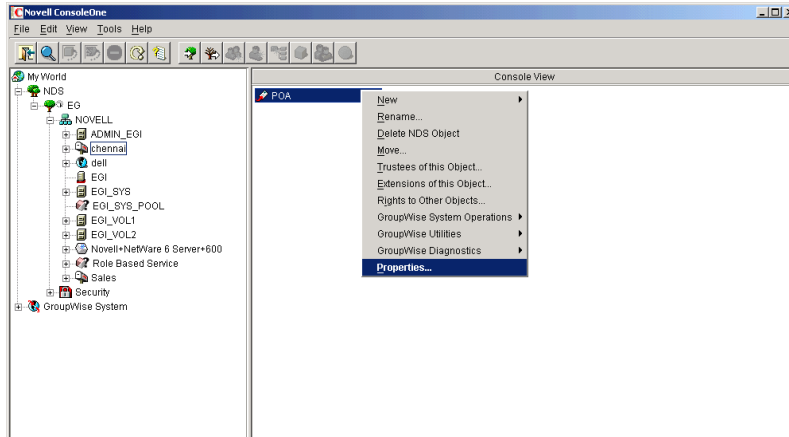 Novell ConsoleOne
File Edit View Tools Help
My World
NDS
EG
NOVELL
ADMIN_EGI
chennai
dell
EGI
EGI_SYS
EGI_SYS_POOL
EGI_VOL1
EGI_VOL2
Novell+NetWare 6 Server+600
Role Based Service
Sales
Security
GroupWise System
Console View
POA
New
Rename...
Delete NDS Object
Move...
Trustees of this Object...
Extensions of this Object...
Rights to Other Objects...
GroupWise System Operations
GroupWise Utilities
GroupWise Diagnostics
Properties...